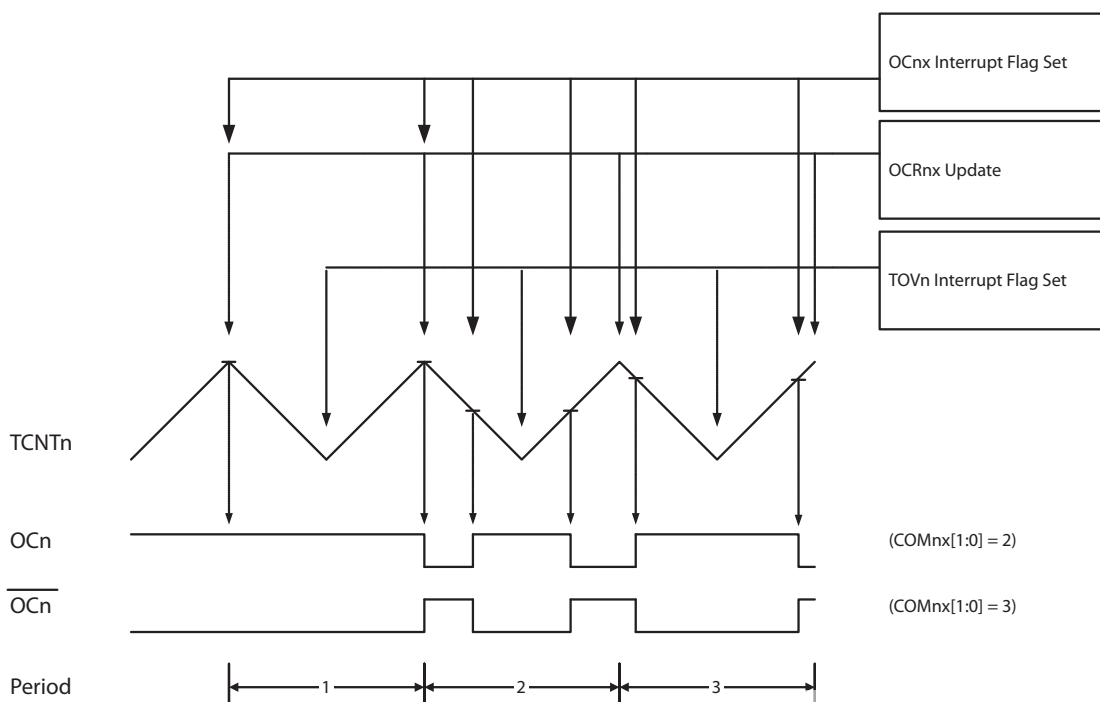 OCnx Interrupt Flag Set
OCRnx Update
TOVn Interrupt Flag Set
TCNTn
OCn
(COMnx[1:0] = 2)
OCn
(COMnx[1:0] = 3)
Period
1
2
3